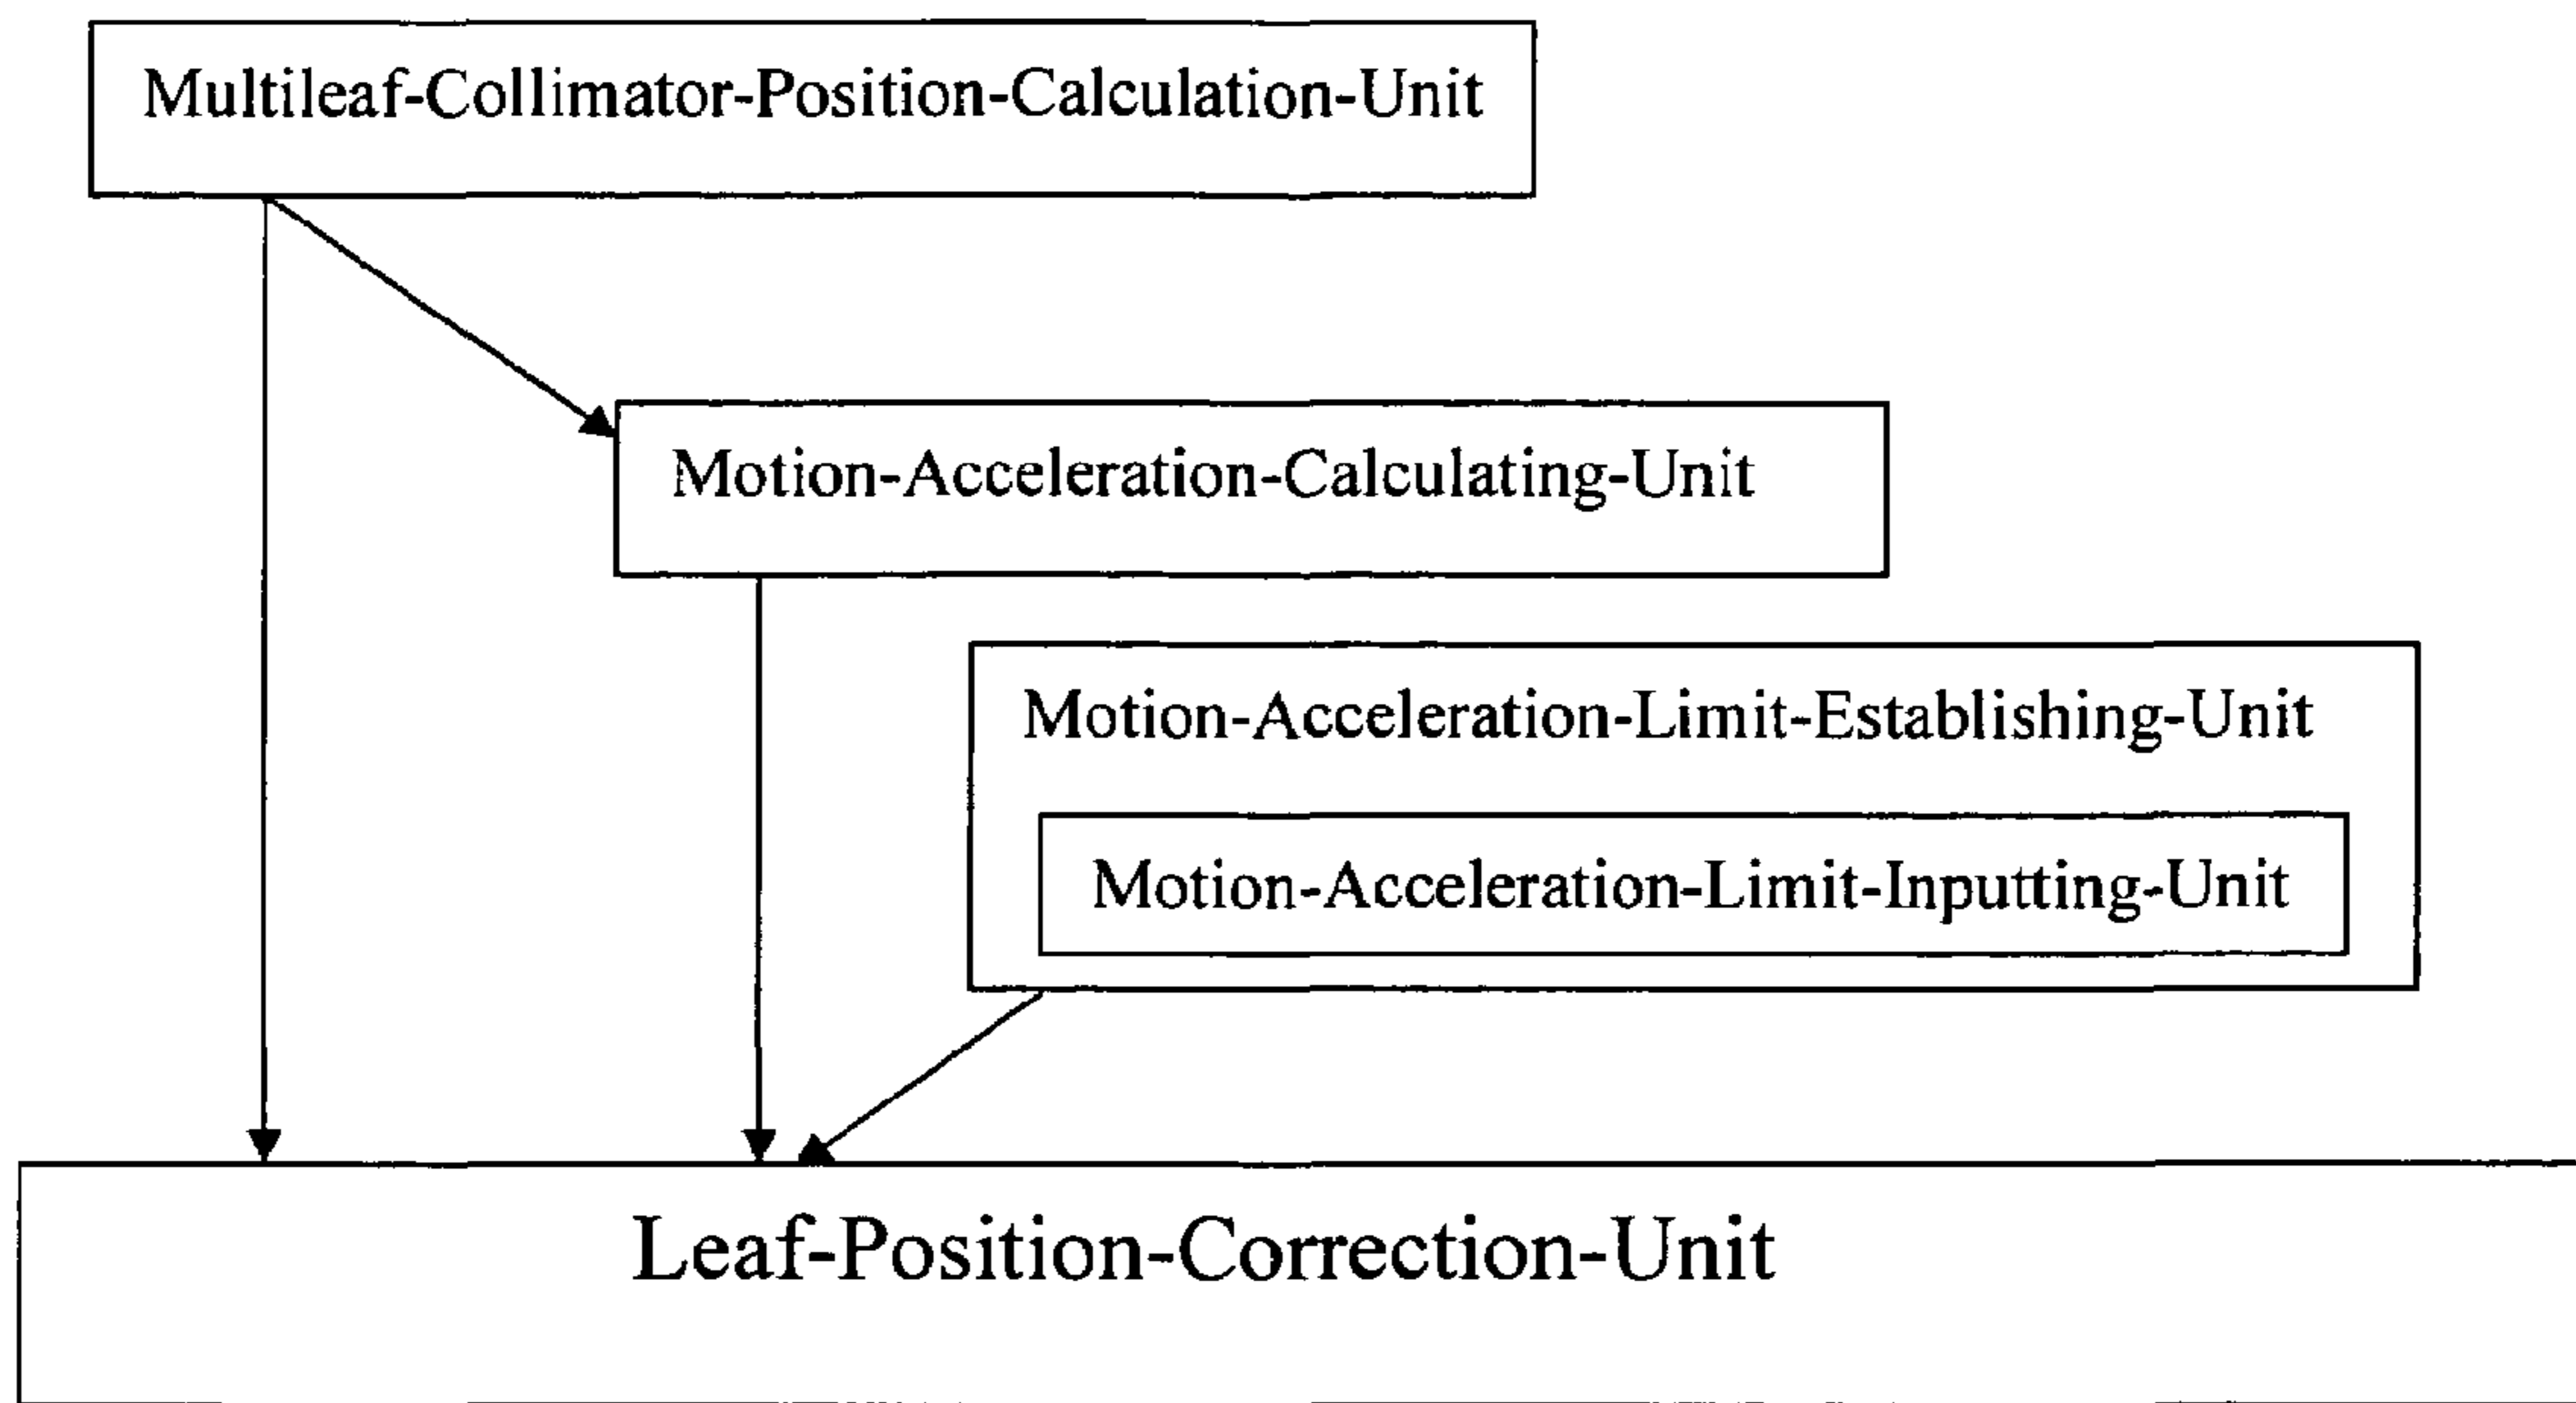 Multileaf-Collimator-Position-Calculation-Unit
Motion-Acceleration-Calculating-Unit
Motion-Acceleration-Limit-Establishing-Unit
Motion-Acceleration-Limit-Inputting-Unit
Leaf-Position-Correction-Unit